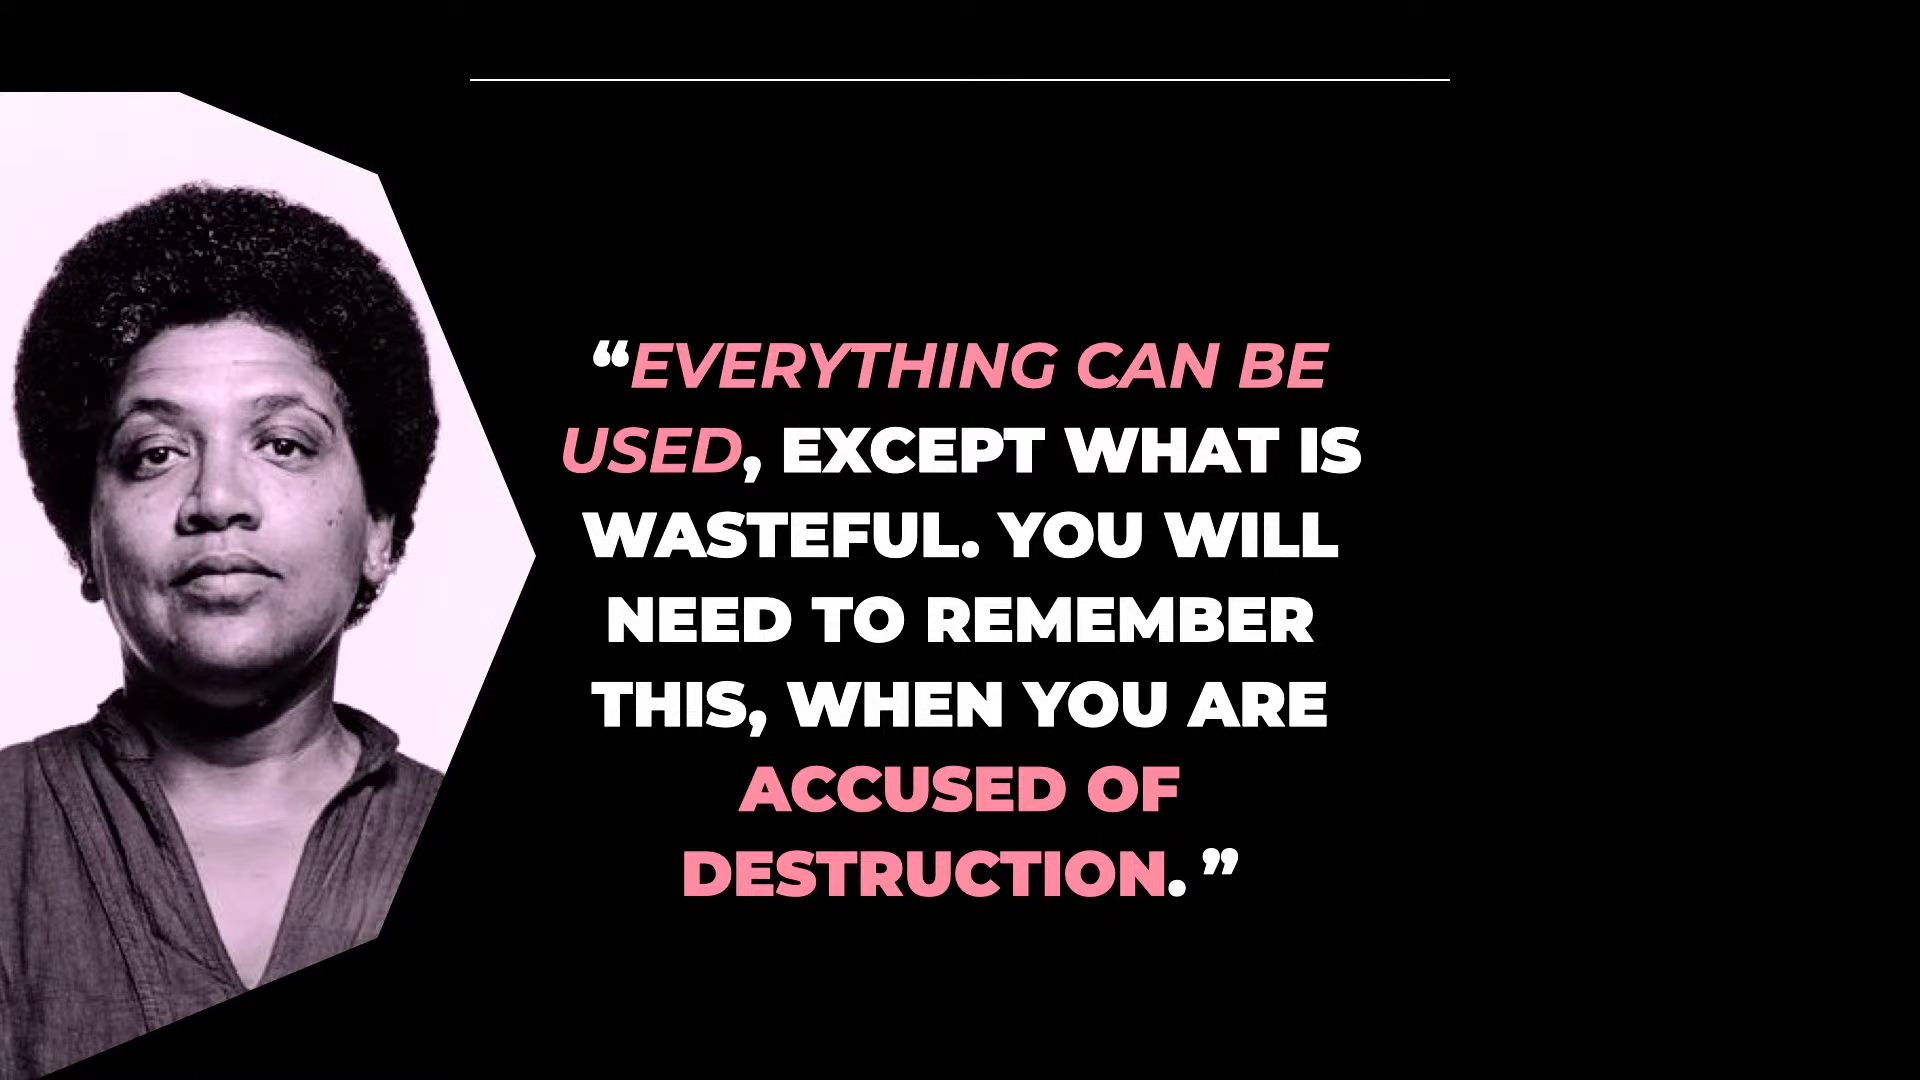 “EVERYTHING CAN BE
USED, EXCEPT WHAT IS
WASTEFUL. YOU WILL
NEED TO REMEMBER
THIS, WHEN YOU ARE
ACCUSED OF
DESTRUCTION. ”